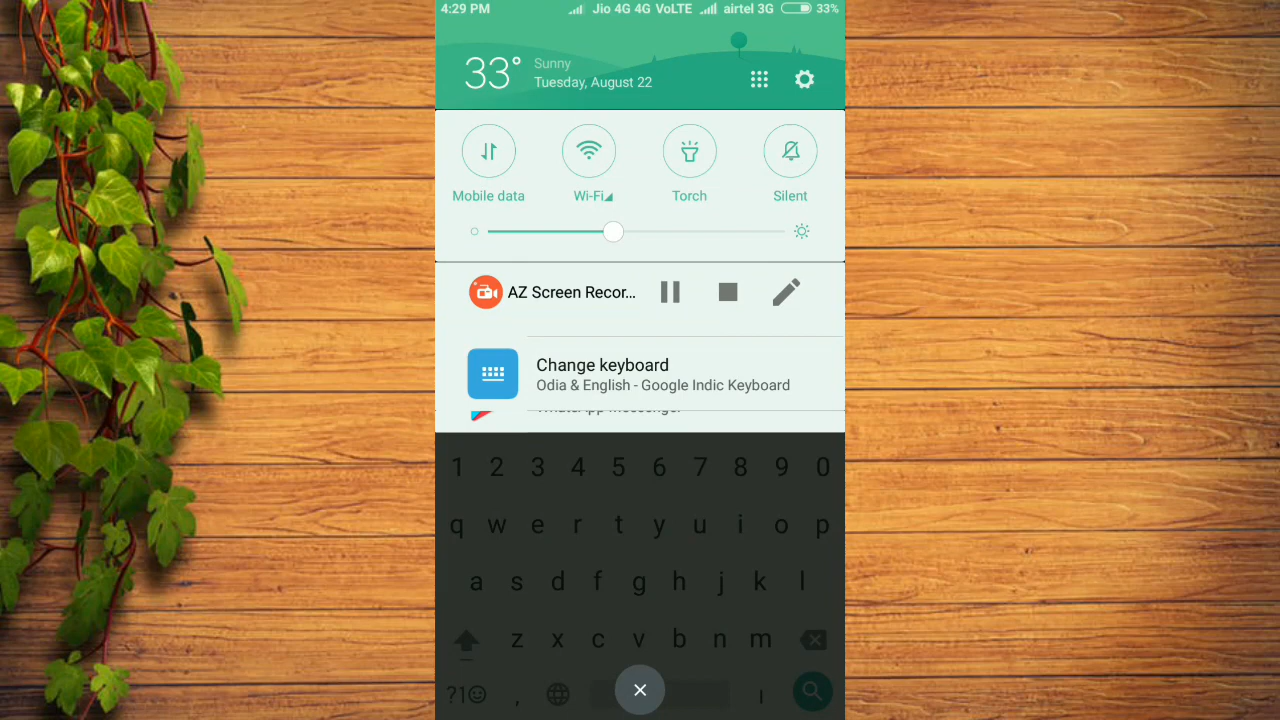 4:29 PM Jio 4G 4G VoLTE airtel 3G 33%
33° Sunny
Tuesday, August 22
Mobile data Wi-Fi Torch Silent
AZ Screen Recor...
Change keyboard
Odia & English - Google Indic Keyboard
WhatsApp Messenger
1 2 3 4 5 6 7 8 9 0
q w e r t y u i o p
a s d f g h j k l
z x c v b n m
?1☺ , ।